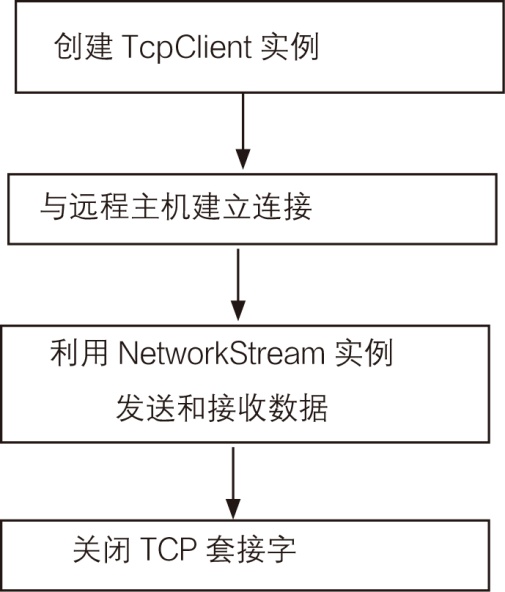 创建 TcpClient 实例
与远程主机建立连接
利用 NetworkStream 实例
发送和接收数据
关闭 TCP 套接字